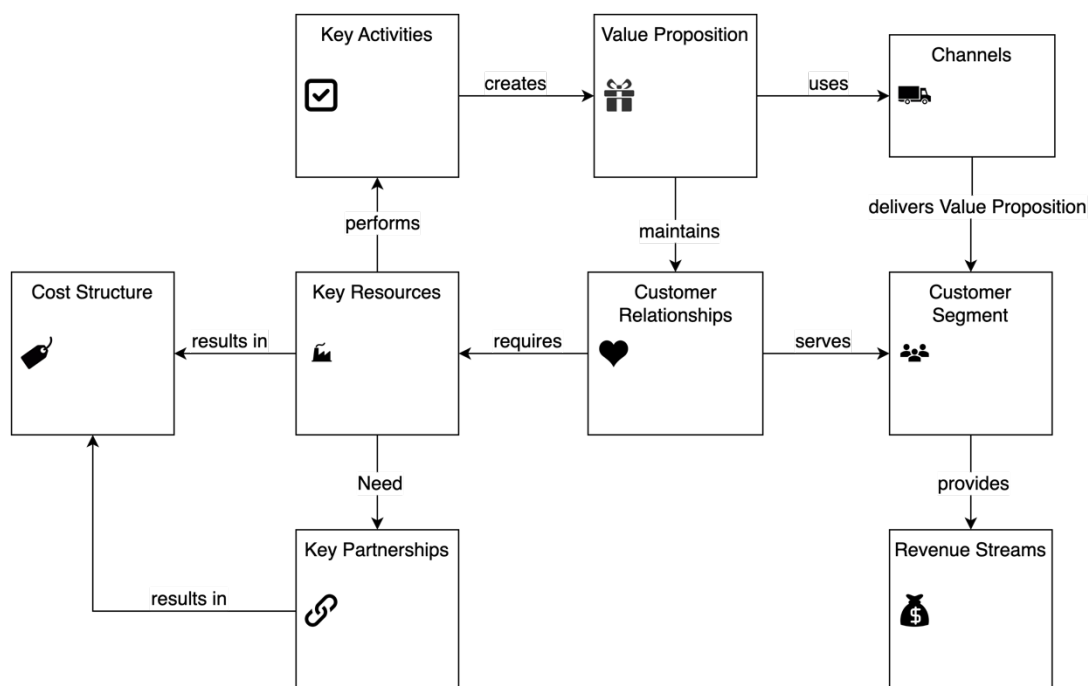 Key Activities
Value Proposition
Channels
creates
uses
performs
maintains
delivers Value Proposition
Cost Structure
Key Resources
Customer
Relationships
Customer
Segment
results in
requires
serves
Need
provides
Key Partnerships
Revenue Streams
results in
$